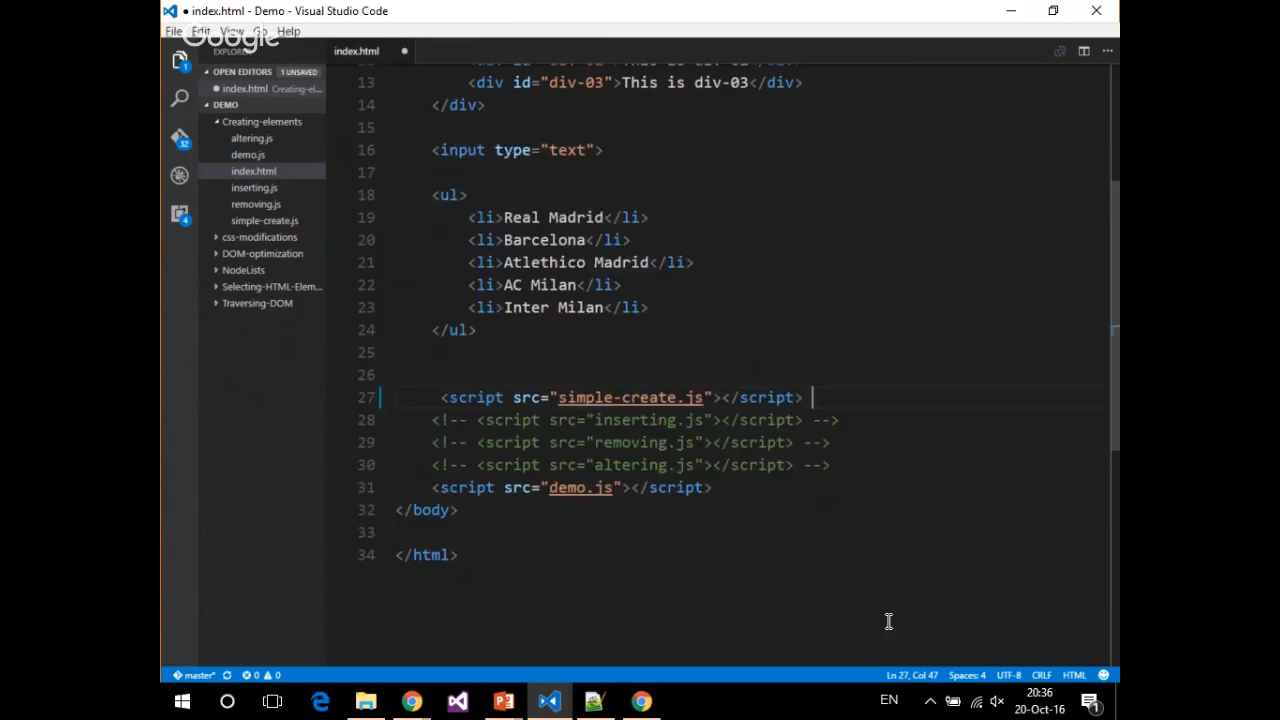 ● index.html - Demo - Visual Studio Code
File Edit View Go Help
Google
EXPLORER
index.html
OPEN EDITORS 1 UNSAVED
index.html Creating-el...
DEMO
Creating-elements
altering.js
demo.js
index.html
inserting.js
removing.js
simple-create.js
css-modifications
DOM-optimization
NodeLists
Selecting-HTML-Elem...
Traversing-DOM
1
32
4
13 <div id="div-03">This is div-03</div>
14 </div>
15
16 <input type="text">
17
18 <ul>
19 <li>Real Madrid</li>
20 <li>Barcelona</li>
21 <li>Atlethico Madrid</li>
22 <li>AC Milan</li>
23 <li>Inter Milan</li>
24 </ul>
25
26
27 <script src="simple-create.js"></script>
28 <!-- <script src="inserting.js"></script> -->
29 <!-- <script src="removing.js"></script> -->
30 <!-- <script src="altering.js"></script> -->
31 <script src="demo.js"></script>
32 </body>
33
34 </html>
master* 0 0 Ln 27, Col 47 Spaces: 4 UTF-8 CRLF HTML
EN 20:36
20-Oct-16 1